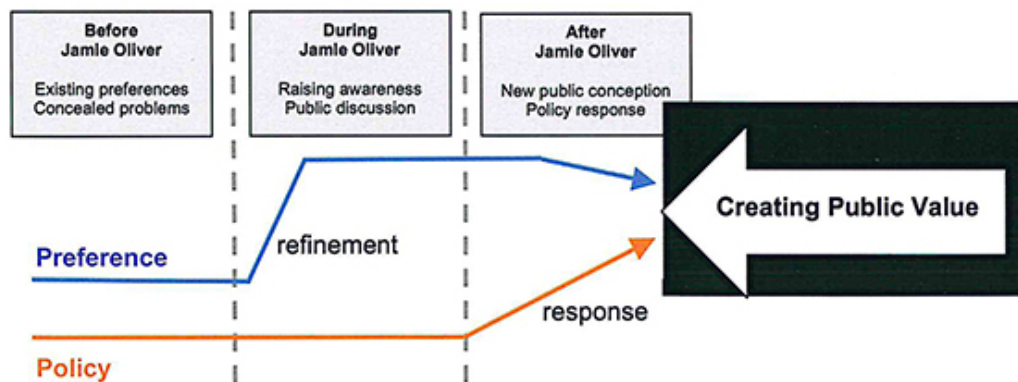 Before
Jamie Oliver
Existing preferences
Concealed problems
During
Jamie Oliver
Raising awareness
Public discussion
After
Jamie Oliver
New public conception
Policy response
Creating Public Value
refinement
Preference
response
Policy